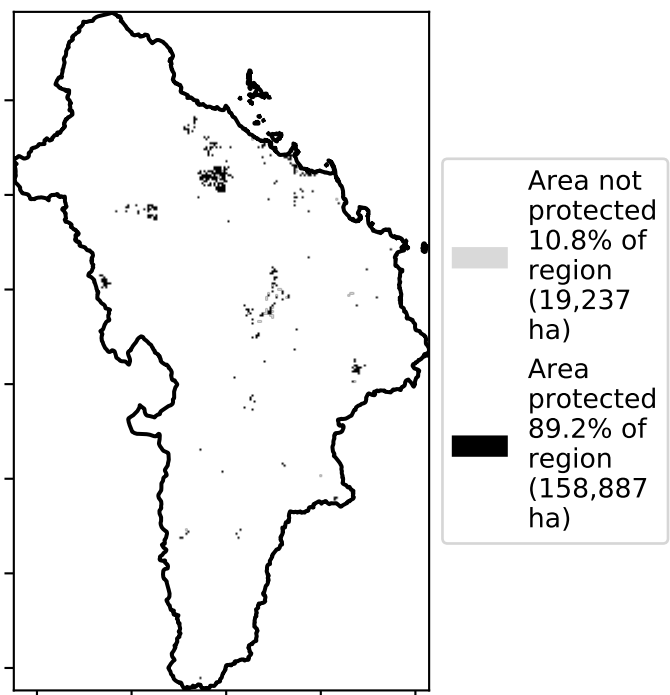 Area not
protected
10.8% of
region
(19,237
ha)
Area
protected
89.2% of
region
(158,887
ha)